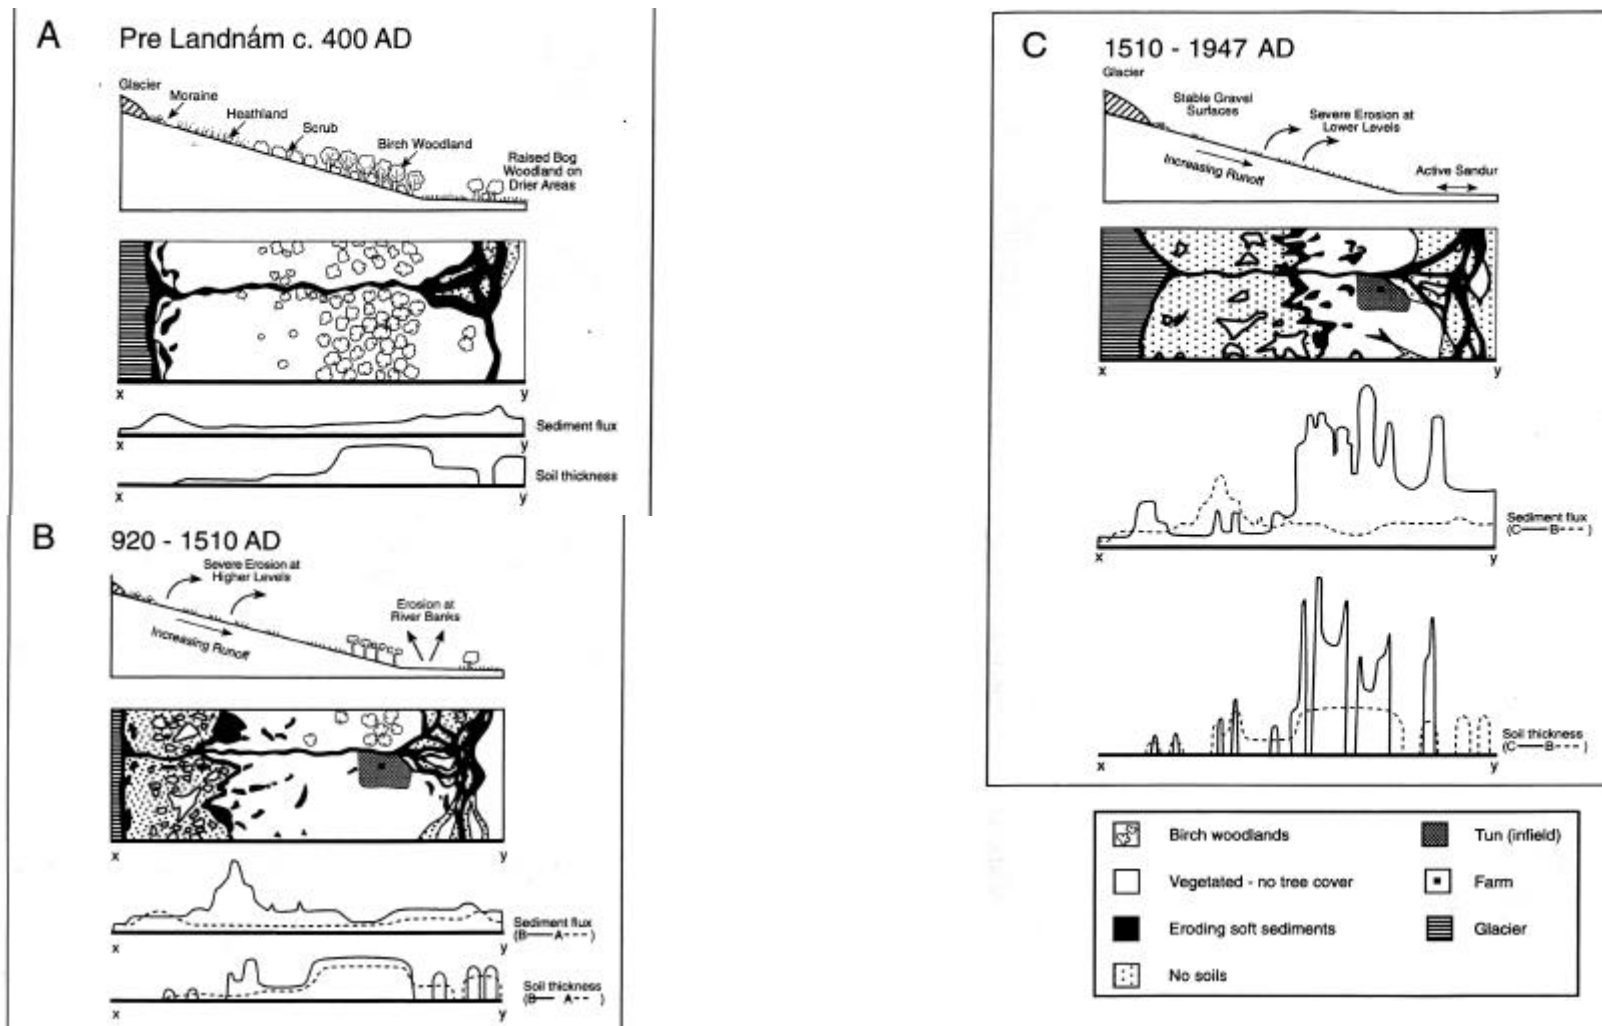 A
Pre Landnám c. 400 AD
Glacier
Moraine
Heathland
Scrub
Birch Woodland
Raised Bog
Woodland on
Drier Areas
x
y
Sediment flux
x
y
Soil thickness
x
y
B
920 - 1510 AD
Severe Erosion at
Higher Levels
Erosion at
River Banks
Increasing Runoff
x
y
Sediment flux
(B — A - - - )
x
y
Soil thickness
(B — A - - )
x
y
C
1510 - 1947 AD
Glacier
Stable Gravel
Surfaces
Severe Erosion at
Lower Levels
Increasing Runoff
Active Sandur
x
y
Sediment flux
(C — B - - - )
x
y
Soil thickness
(C — B - - - )
x
y
Birch woodlands
Tun (infield)
Vegetated - no tree cover
Farm
Eroding soft sediments
Glacier
No soils